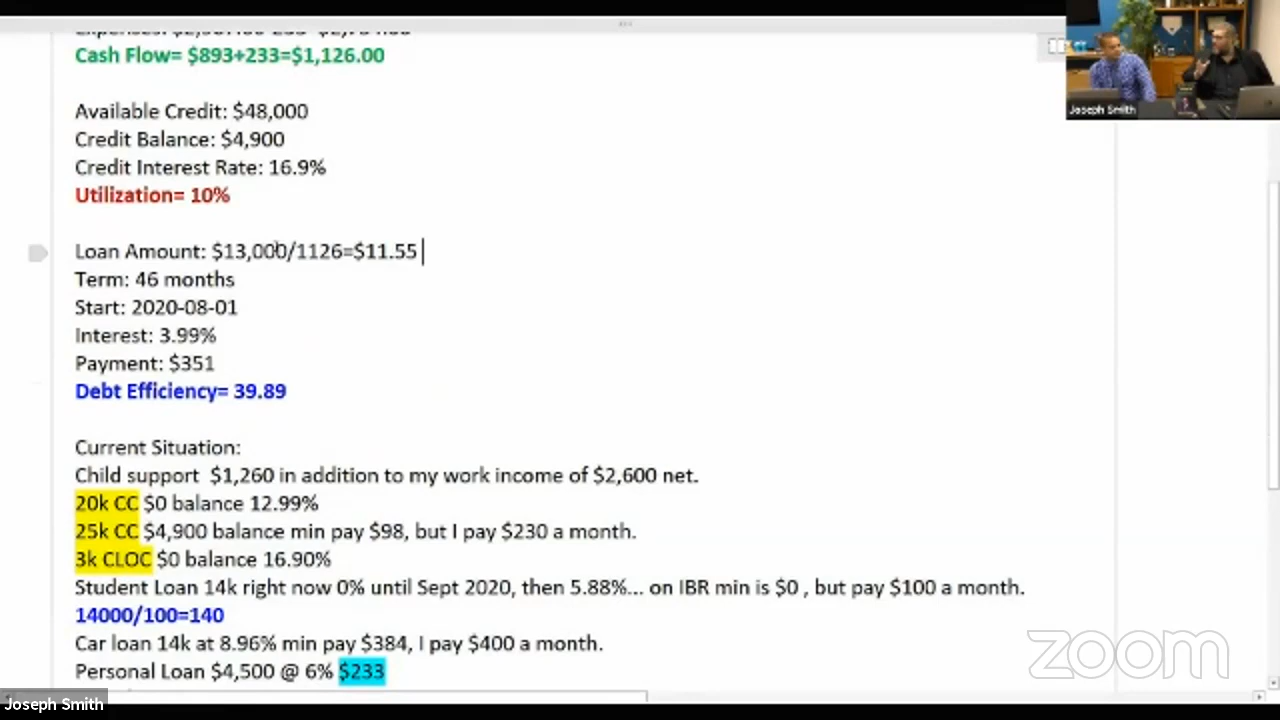 Cash Flow= $893+233=$1,126.00
Available Credit: $48,000
Credit Balance: $4,900
Credit Interest Rate: 16.9%
Utilization= 10%
Loan Amount: $13,000/1126=$11.55
Term: 46 months
Start: 2020-08-01
Interest: 3.99%
Payment: $351
Debt Efficiency= 39.89
Current Situation:
Child support $1,260 in addition to my work income of $2,600 net.
20k CC $0 balance 12.99%
25k CC $4,900 balance min pay $98, but I pay $230 a month.
3k CLOC $0 balance 16.90%
Student Loan 14k right now 0% until Sept 2020, then 5.88%... on IBR min is $0 , but pay $100 a month.
14000/100=140
Car loan 14k at 8.96% min pay $384, I pay $400 a month.
Personal Loan $4,500 @ 6% $233
Joseph Smith
Joseph Smith
zoom